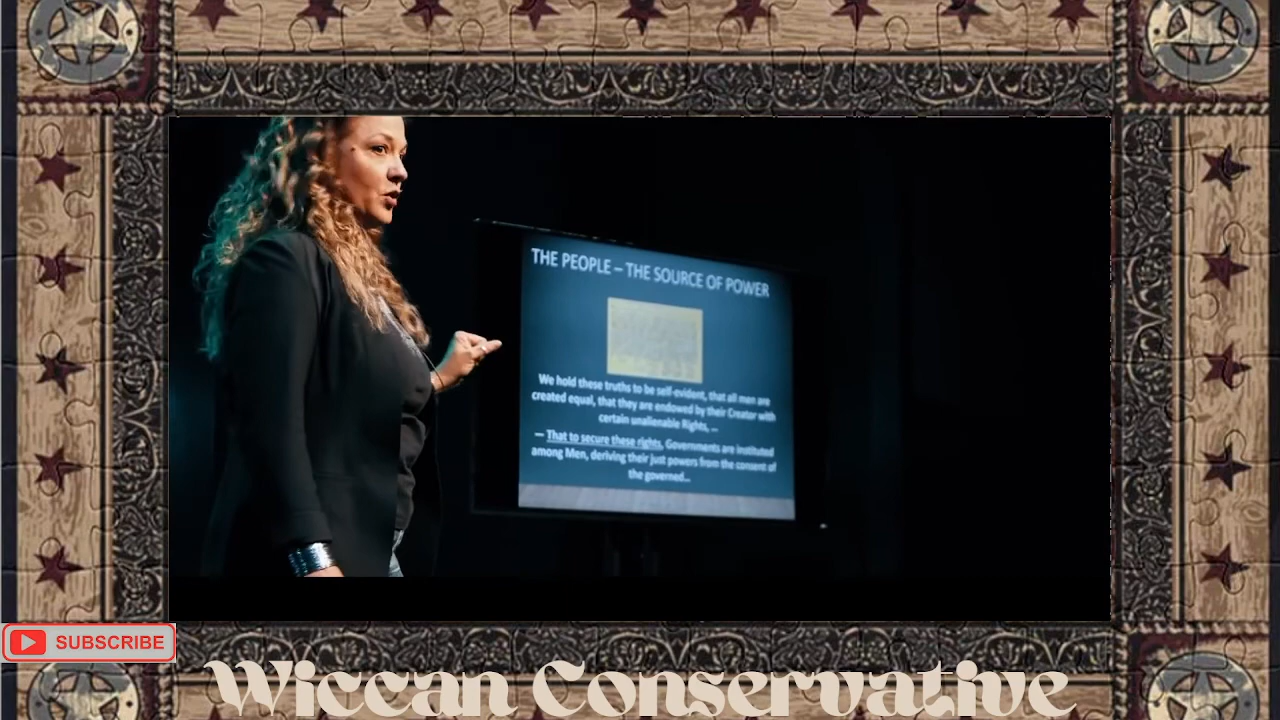 THE PEOPLE – THE SOURCE OF POWER
We hold these truths to be self-evident, that all men are
created equal, that they are endowed by their Creator with
certain unalienable Rights, ...
— That to secure these rights, Governments are instituted
among Men, deriving their just powers from the consent of
the governed...
SUBSCRIBE
Wiccan Conservative